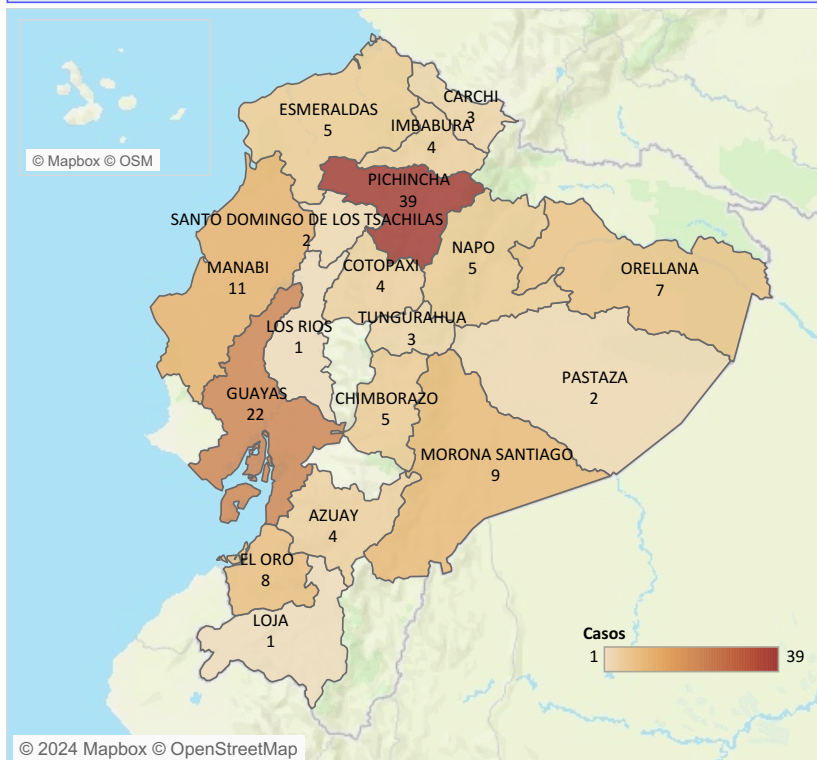 CARCHI
3
ESMERALDAS
5
IMBABURA
4
© Mapbox © OSM
PICHINCHA
39
SANTO DOMINGO DE LOS TSACHILAS
2
NAPO
5
COTOPAXI
4
MANABI
11
ORELLANA
7
TUNGURAHUA
3
LOS RIOS
1
PASTAZA
2
GUAYAS
22
CHIMBORAZO
5
MORONA SANTIAGO
9
AZUAY
4
EL ORO
8
LOJA
1
Casos
1 39
© 2024 Mapbox © OpenStreetMap